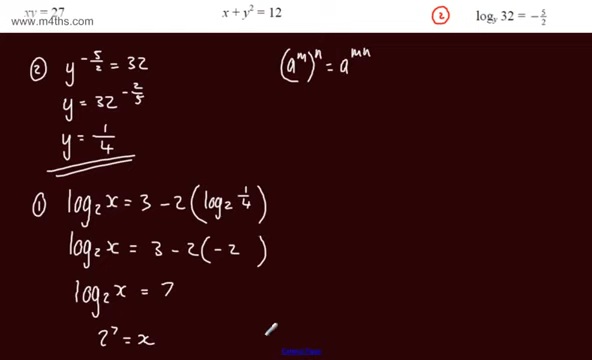 xy = 27    x + y² = 12    ② log_y 32 = -5/2
www.m4ths.com
② y^(-5/2) = 32    (a^m)^n = a^(mn)
y = 32^(-2/5)
y = 1/4
① log₂ x = 3 - 2(log₂ 1/4)
log₂ x = 3 - 2(-2)
log₂ x = 7
2⁷ = x